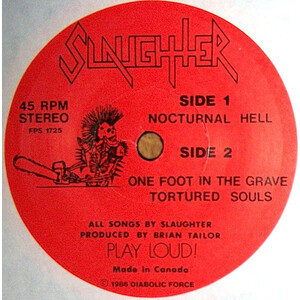 SLAUGHTER
45 RPM
STEREO
FPS 1725
SIDE 1
NOCTURNAL HELL
SIDE 2
ONE FOOT IN THE GRAVE
TORTURED SOULS
ALL SONGS BY SLAUGHTER
PRODUCED BY BRIAN TAILOR
PLAY LOUD!
Made in Canada
© 1986 DIABOLIC FORCE